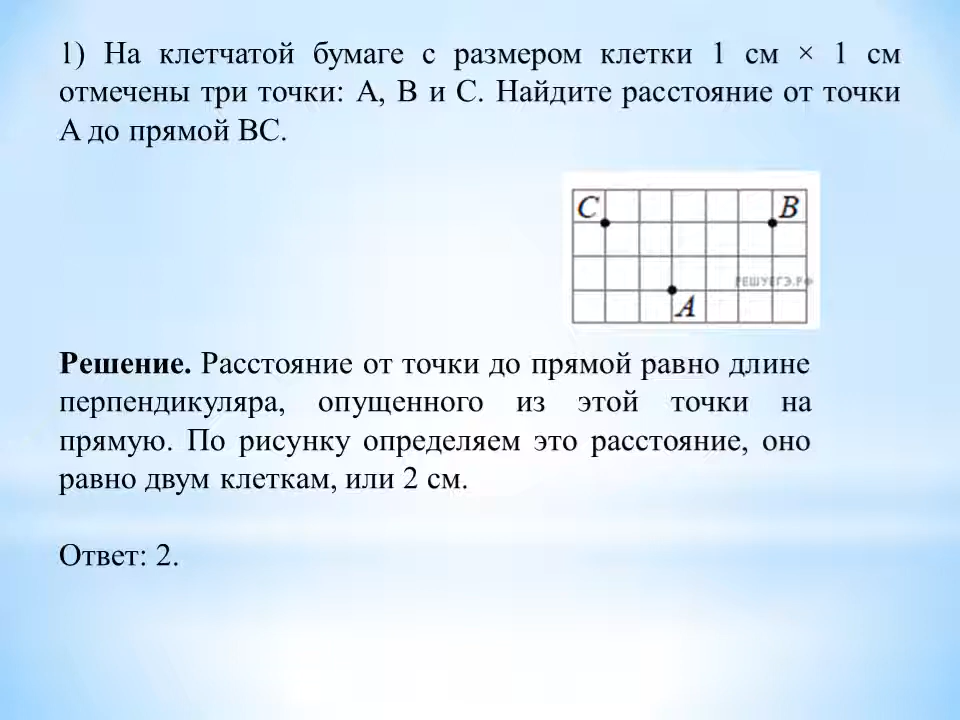 1) На клетчатой бумаге с размером клетки 1 см × 1 см
отмечены три точки: А, В и С. Найдите расстояние от точки
А до прямой ВС.
C
B
РЕШУЕГЭ.РФ
A
Решение. Расстояние от точки до прямой равно длине
перпендикуляра, опущенного из этой точки на
прямую. По рисунку определяем это расстояние, оно
равно двум клеткам, или 2 см.
Ответ: 2.